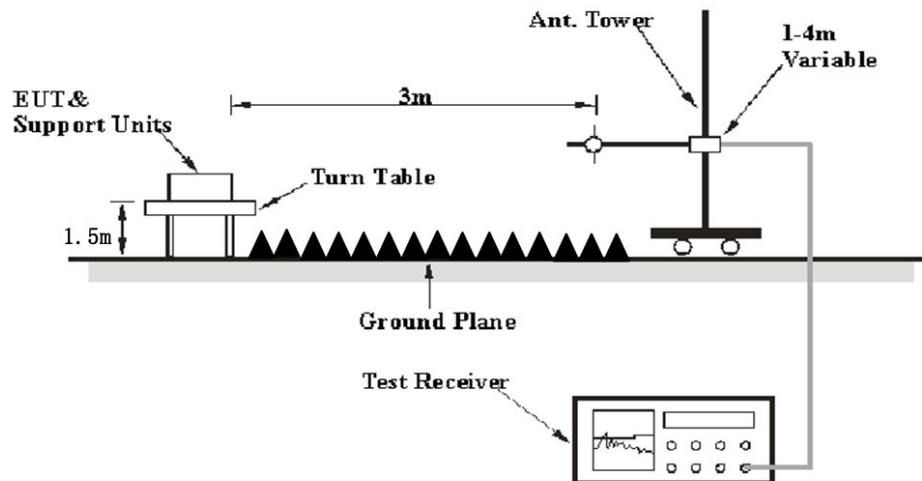 Ant. Tower
1-4m
Variable
3m
EUT&
Support Units
Turn Table
1.5m
Ground Plane
Test Receiver